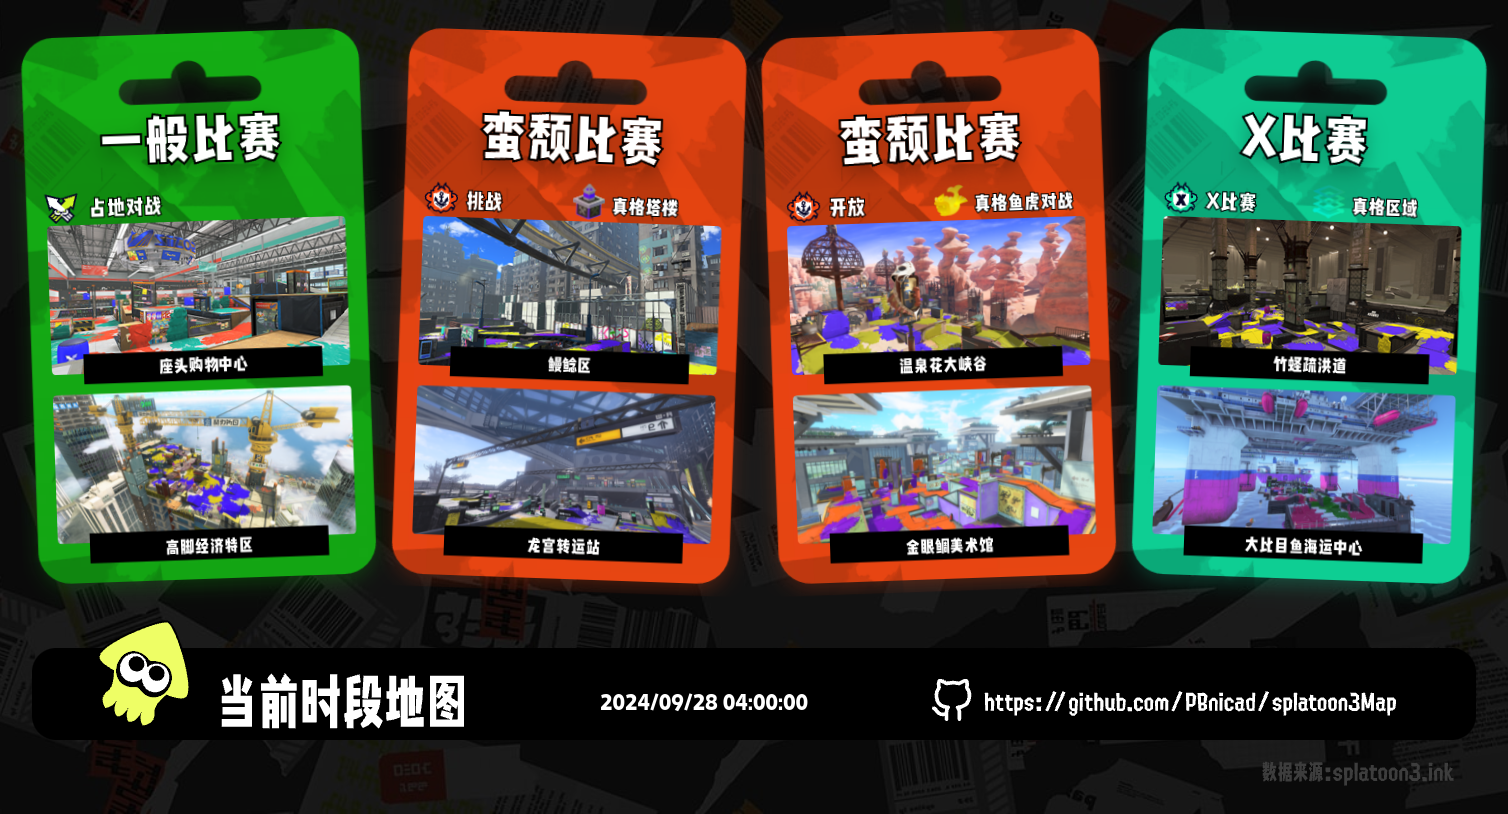 一般比赛
占地对战
座头购物中心
高脚经济特区
蛮颓比赛
挑战
真格塔楼
鳗鲶区
龙宫转运站
蛮颓比赛
开放
真格鱼虎对战
温泉花大峡谷
金眼鲷美术馆
X比赛
X比赛
真格区域
竹蛏疏洪道
大比目鱼海运中心
当前时段地图
2024/09/28 04:00:00
https://github.com/PBnicad/splatoon3Map
数据来源:splatoon3.ink